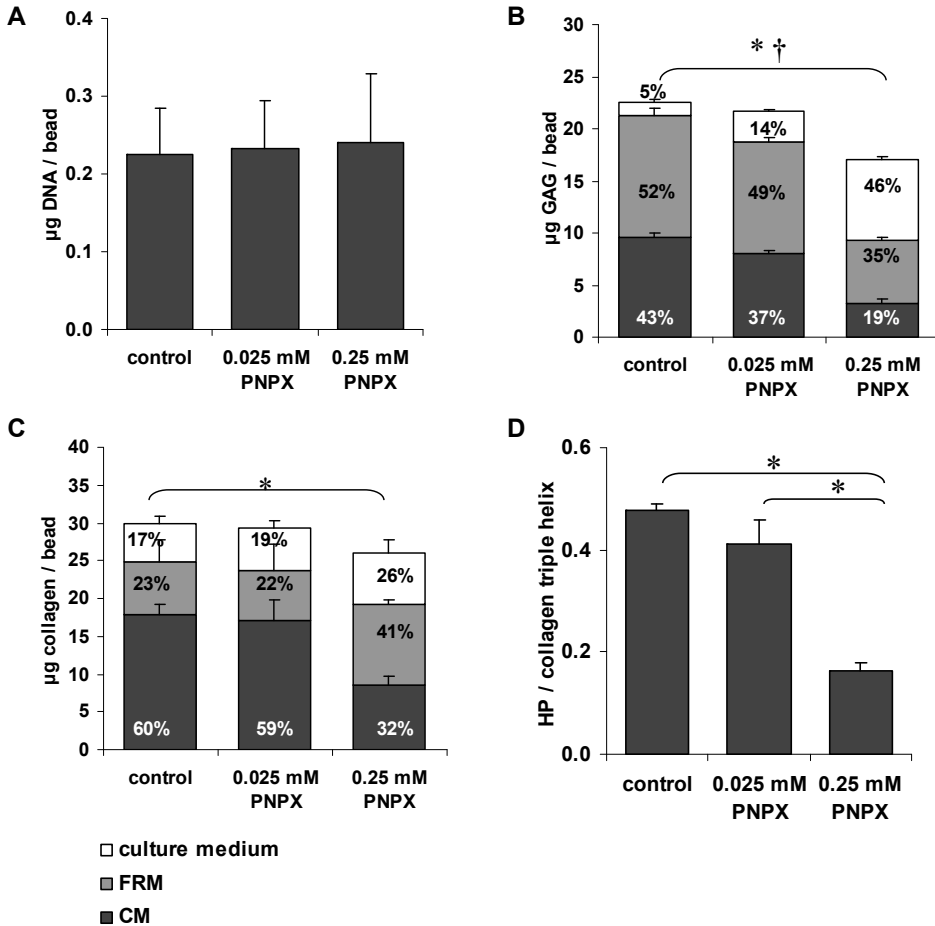 A
µg DNA / bead
0.4
0.3
0.2
0.1
0.0
control
0.025 mM
PNPX
0.25 mM
PNPX
B
µg GAG / bead
30
25
20
15
10
5
0
* †
5%
52%
43%
14%
49%
37%
46%
35%
19%
control
0.025 mM
PNPX
0.25 mM
PNPX
C
µg collagen / bead
40
35
30
25
20
15
10
5
0
*
17%
23%
60%
19%
22%
59%
26%
41%
32%
control
0.025 mM
PNPX
0.25 mM
PNPX
D
HP / collagen triple helix
0.6
0.4
0.2
0.0
*
*
control
0.025 mM
PNPX
0.25 mM
PNPX
culture medium
FRM
CM